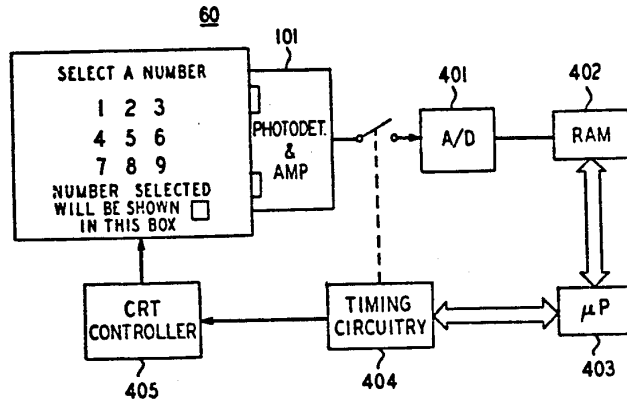 60
SELECT A NUMBER
1 2 3
4 5 6
7 8 9
NUMBER SELECTED
WILL BE SHOWN
IN THIS BOX
101
PHOTODET.
&
AMP
401
A/D
402
RAM
CRT
CONTROLLER
405
TIMING
CIRCUITRY
404
μP
403